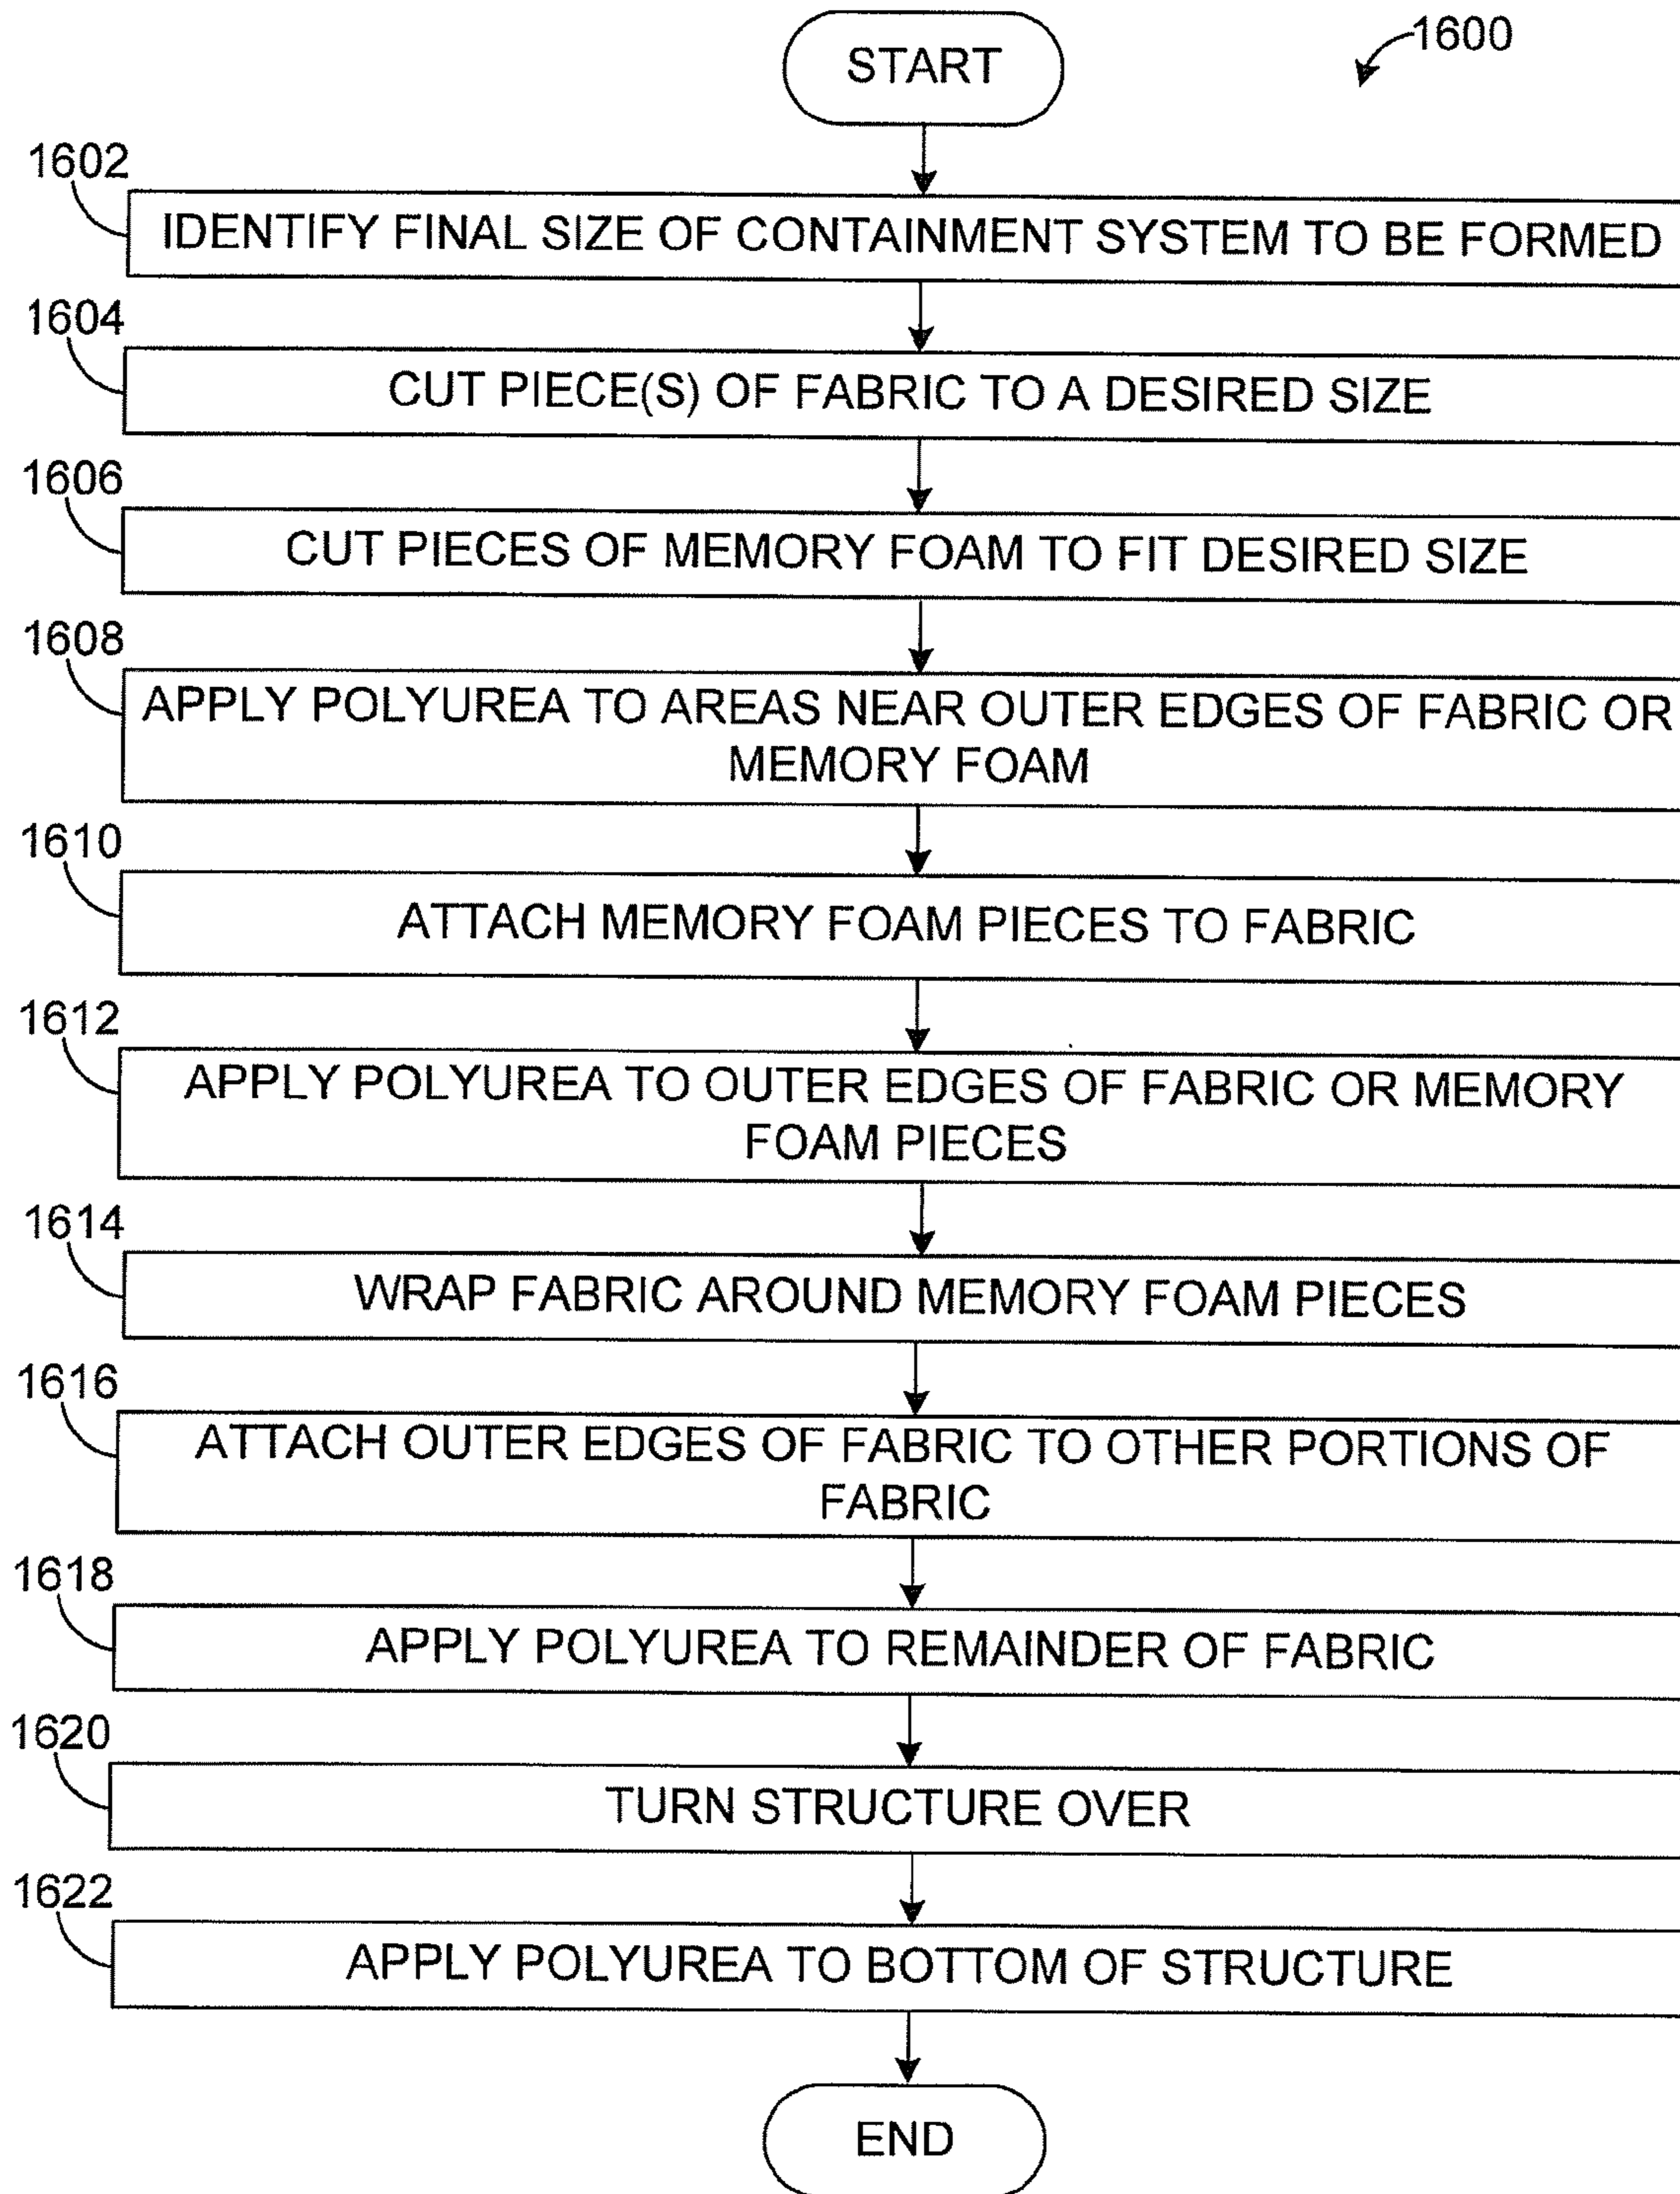 START
1600
1602
IDENTIFY FINAL SIZE OF CONTAINMENT SYSTEM TO BE FORMED
1604
CUT PIECE(S) OF FABRIC TO A DESIRED SIZE
1606
CUT PIECES OF MEMORY FOAM TO FIT DESIRED SIZE
1608
APPLY POLYUREA TO AREAS NEAR OUTER EDGES OF FABRIC OR
MEMORY FOAM
1610
ATTACH MEMORY FOAM PIECES TO FABRIC
1612
APPLY POLYUREA TO OUTER EDGES OF FABRIC OR MEMORY
FOAM PIECES
1614
WRAP FABRIC AROUND MEMORY FOAM PIECES
1616
ATTACH OUTER EDGES OF FABRIC TO OTHER PORTIONS OF
FABRIC
1618
APPLY POLYUREA TO REMAINDER OF FABRIC
1620
TURN STRUCTURE OVER
1622
APPLY POLYUREA TO BOTTOM OF STRUCTURE
END